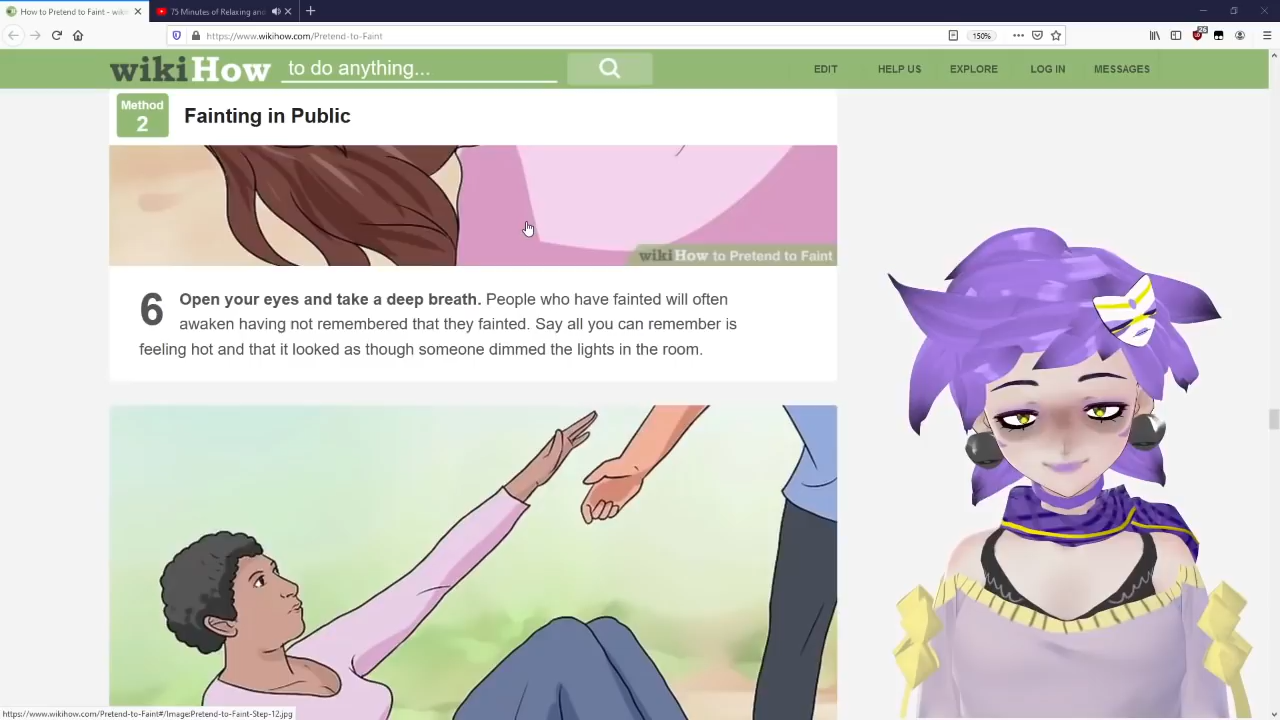 How to Pretend to Faint - wiki
75 Minutes of Relaxing and
https://www.wikihow.com/Pretend-to-Faint
150%
wikiHow
to do anything...
EDIT
HELP US
EXPLORE
LOG IN
MESSAGES
Method
2
Fainting in Public
wikiHow to Pretend to Faint
6
Open your eyes and take a deep breath. People who have fainted will often
awaken having not remembered that they fainted. Say all you can remember is
feeling hot and that it looked as though someone dimmed the lights in the room.
https://www.wikihow.com/Pretend-to-Faint#/Image:Pretend-to-Faint-Step-12.jpg